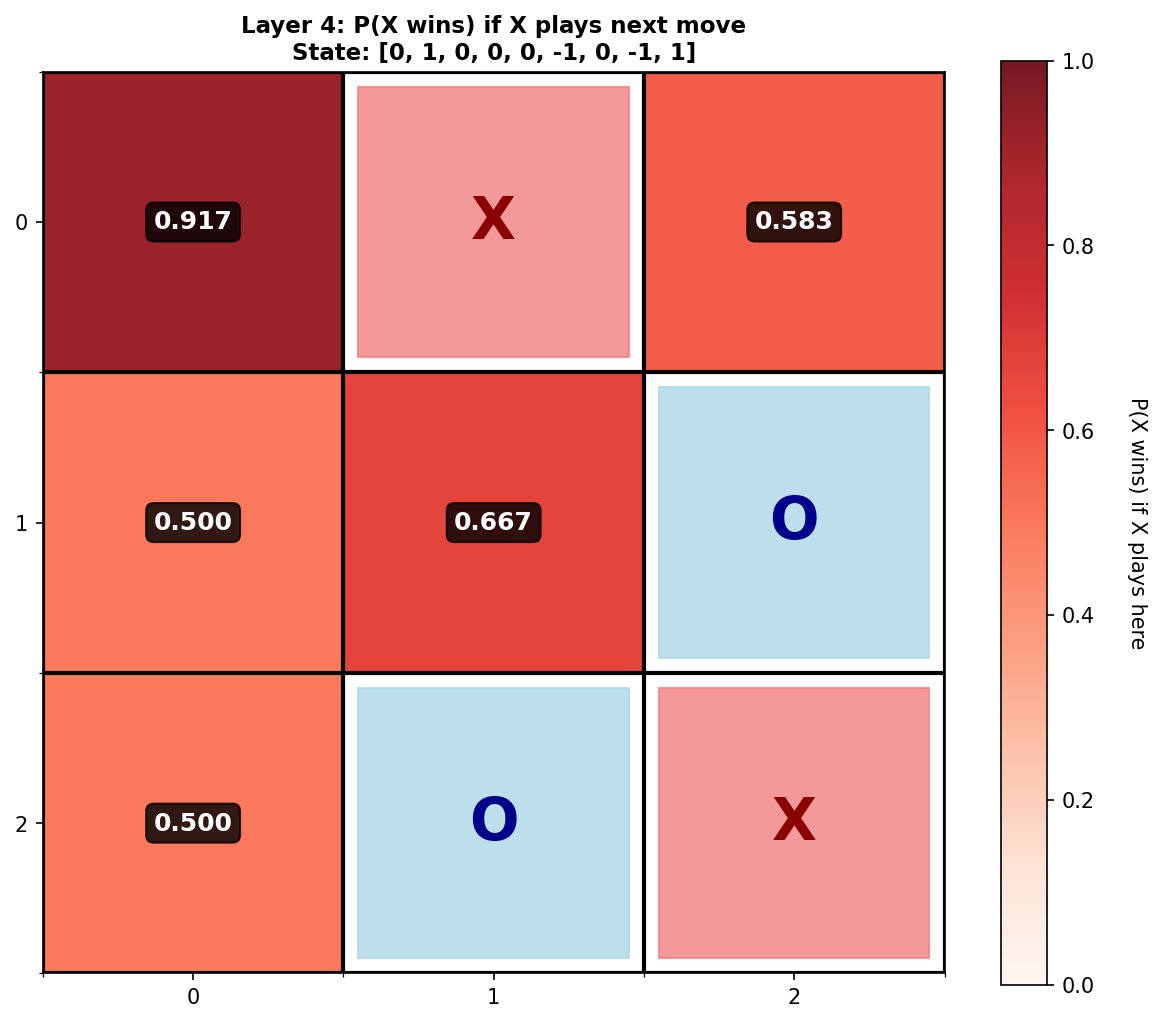 Layer 4: P(X wins) if X plays next move
State: [0, 1, 0, 0, 0, -1, 0, -1, 1]
0
0.917
X
0.583
1
0.500
0.667
O
2
0.500
O
X
0
1
2
1.0
0.8
0.6
0.4
0.2
0.0
P(X wins) if X plays here